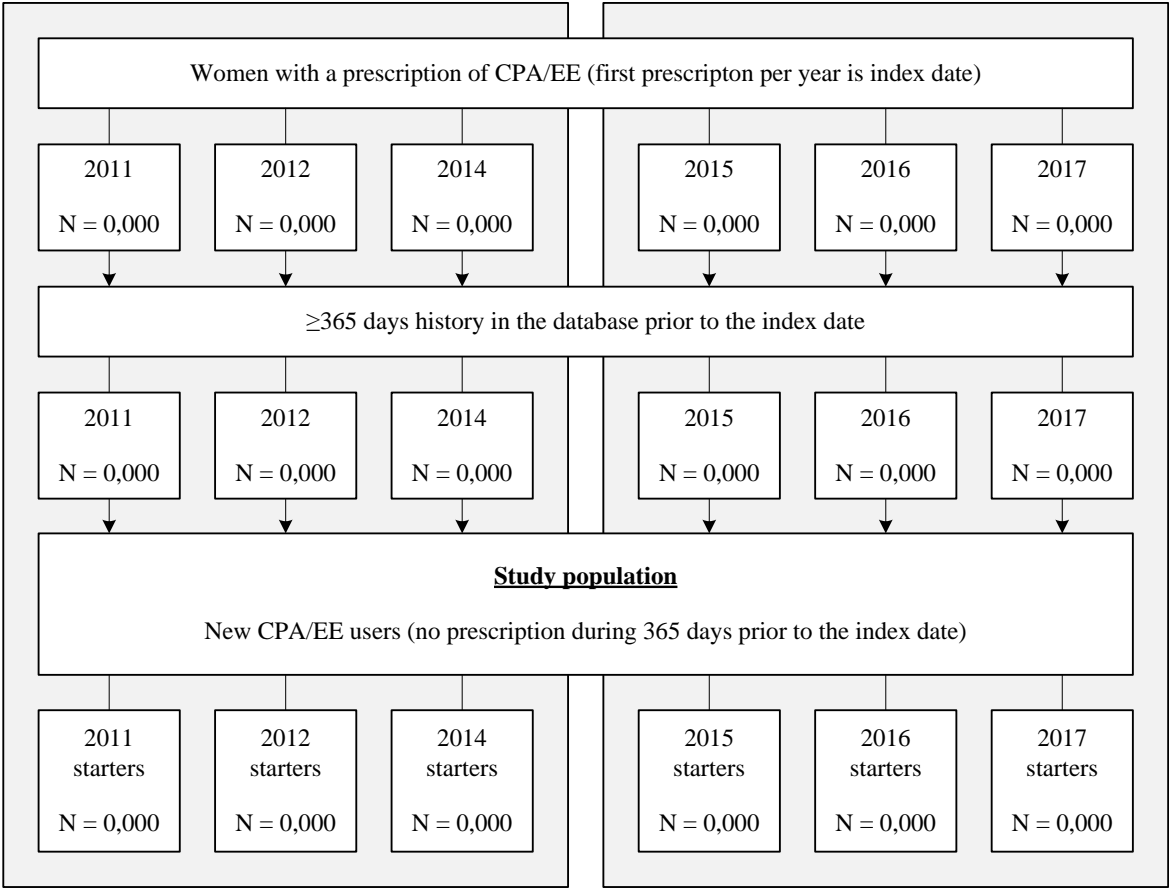 Women with a prescription of CPA/EE (first prescripton per year is index date)
2011
N = 0,000
2012
N = 0,000
2014
N = 0,000
2015
N = 0,000
2016
N = 0,000
2017
N = 0,000
≥365 days history in the database prior to the index date
2011
N = 0,000
2012
N = 0,000
2014
N = 0,000
2015
N = 0,000
2016
N = 0,000
2017
N = 0,000
Study population
New CPA/EE users (no prescription during 365 days prior to the index date)
2011
starters
N = 0,000
2012
starters
N = 0,000
2014
starters
N = 0,000
2015
starters
N = 0,000
2016
starters
N = 0,000
2017
starters
N = 0,000